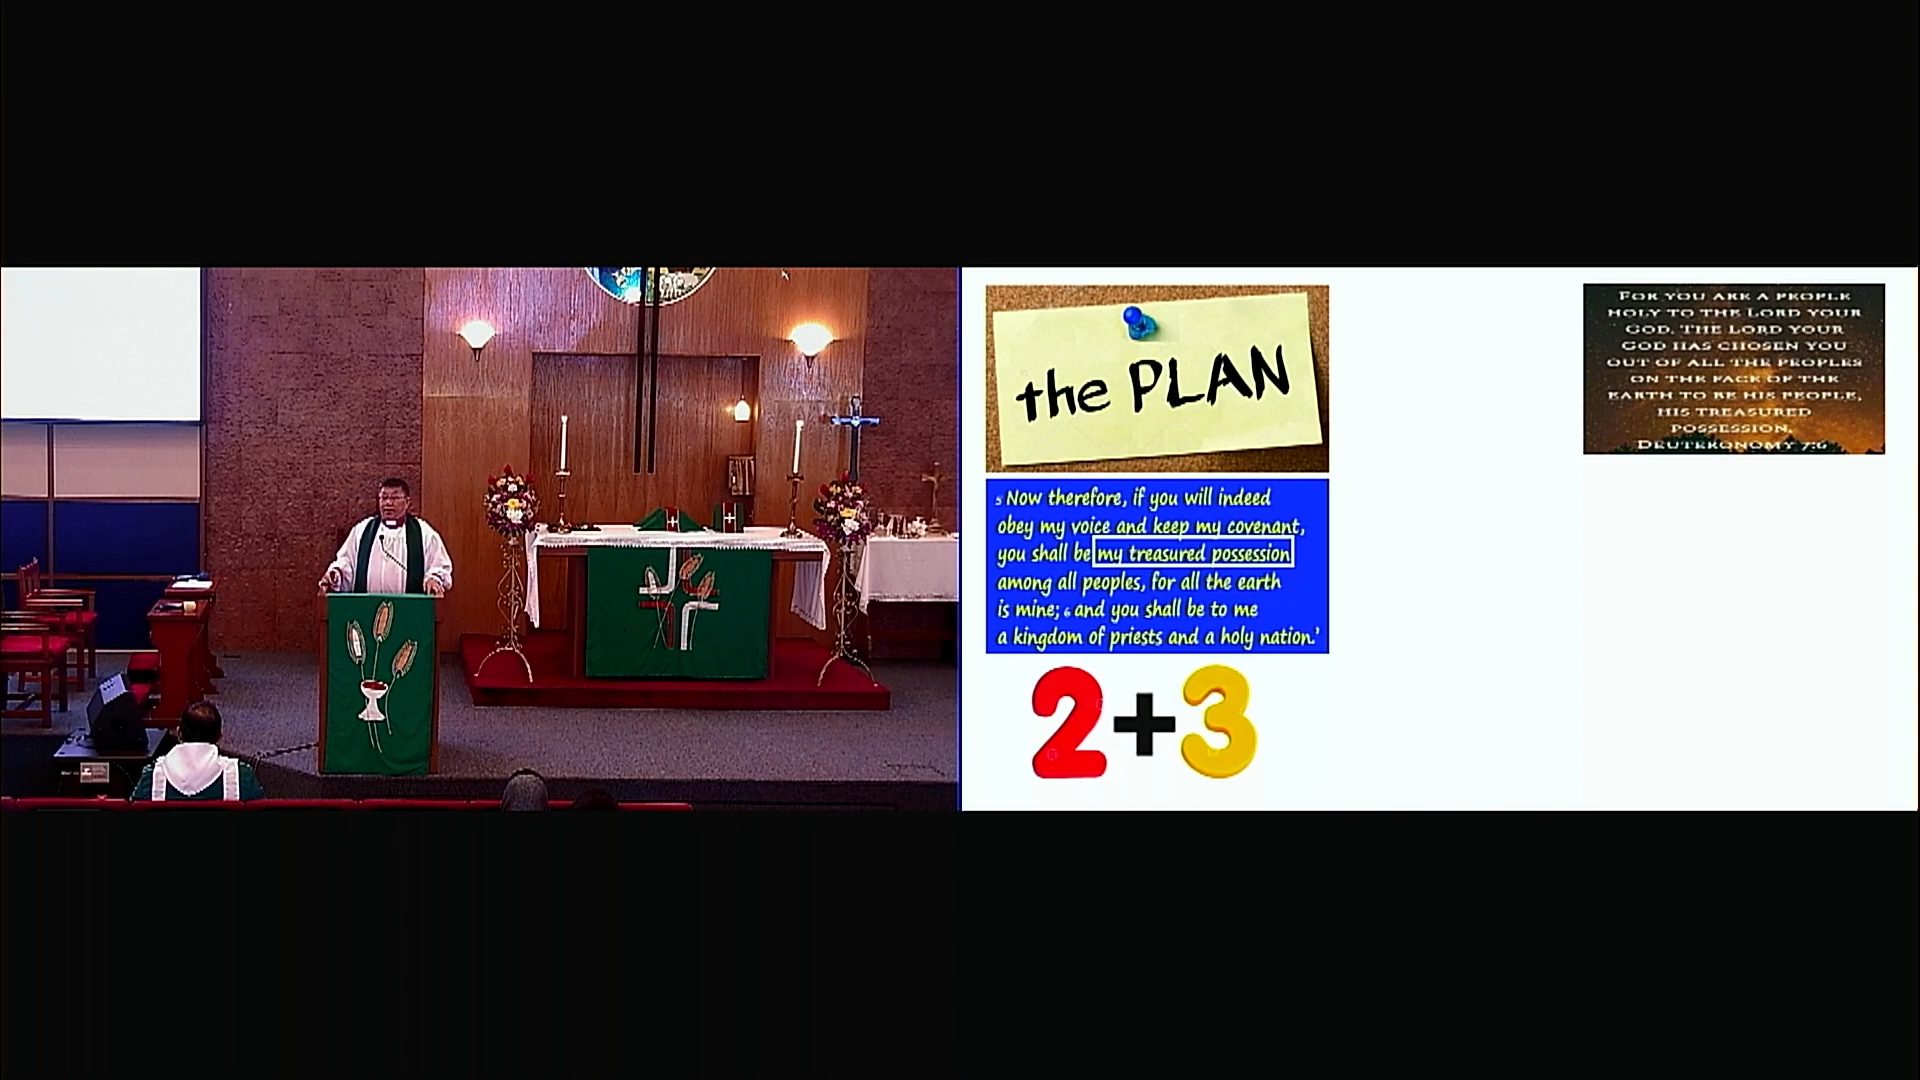 the PLAN
5 Now therefore, if you will indeed
obey my voice and keep my covenant,
you shall be my treasured possession
among all peoples, for all the earth
is mine; 6 and you shall be to me
a kingdom of priests and a holy nation.'
2+3
FOR YOU ARE A PEOPLE
HOLY TO THE LORD YOUR
GOD. THE LORD YOUR
GOD HAS CHOSEN YOU
OUT OF ALL THE PEOPLES
ON THE FACE OF THE
EARTH TO BE HIS PEOPLE,
HIS TREASURED
POSSESSION.
DEUTERONOMY 7:6